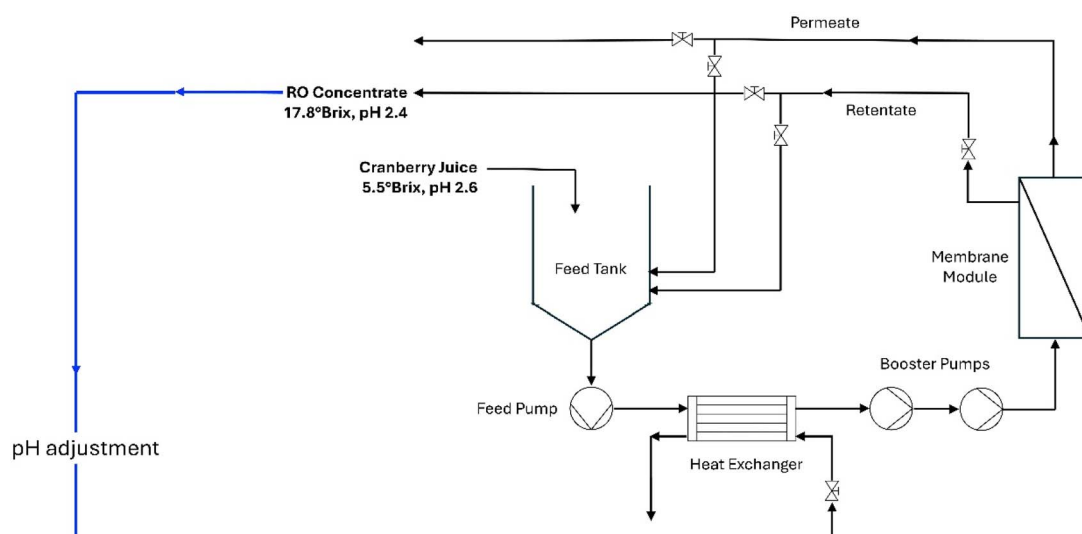 Permeate
RO Concentrate
17.8°Brix, pH 2.4
Retentate
Cranberry Juice
5.5°Brix, pH 2.6
Feed Tank
Membrane
Module
Booster Pumps
Feed Pump
pH adjustment
Heat Exchanger